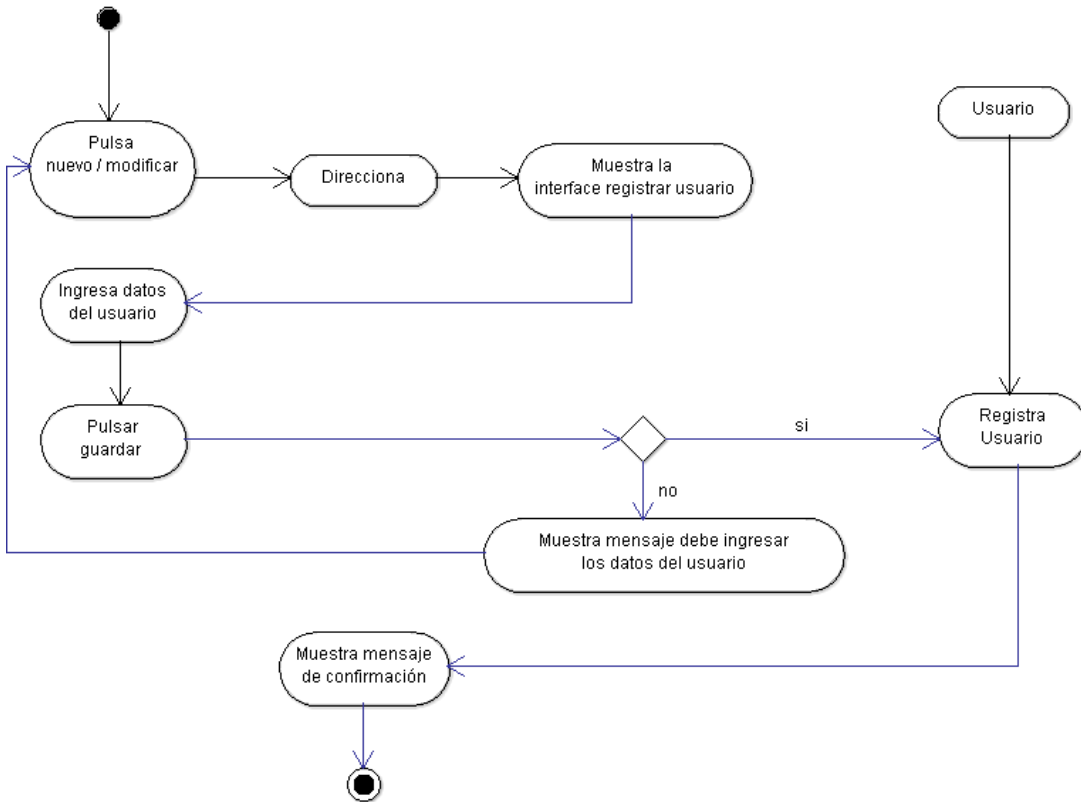 Pulsa
nuevo / modificar
Direcciona
Muestra la
interface registrar usuario
Usuario
Ingresa datos
del usuario
Pulsar
guardar
si
no
Registra
Usuario
Muestra mensaje debe ingresar
los datos del usuario
Muestra mensaje
de confirmación